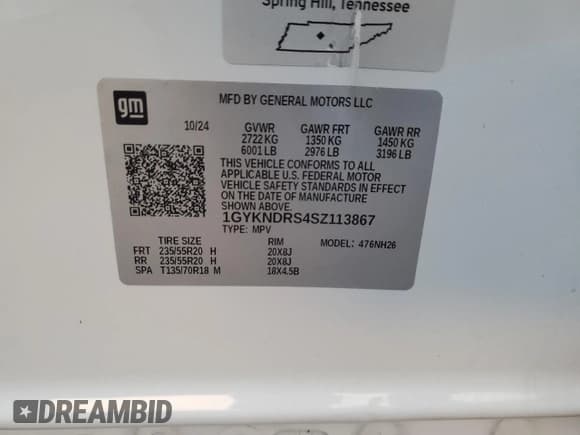 Spring Hill, Tennessee
gm
MFD BY GENERAL MOTORS LLC
10/24 GVWR GAWR FRT GAWR RR
2722 KG 1350 KG 1450 KG
6001 LB 2976 LB 3196 LB
THIS VEHICLE CONFORMS TO ALL
APPLICABLE U.S. FEDERAL MOTOR
VEHICLE SAFETY STANDARDS IN EFFECT
ON THE DATE OF MANUFACTURE
SHOWN ABOVE.
1GYKNDRS4SZ113867
TYPE: MPV MODEL: 476NH26
TIRE SIZE RIM
FRT 235/55R20 H 20X8J
RR 235/55R20 H 20X8J
SPA T135/70R18 M 18X4.5B
DREAMBID